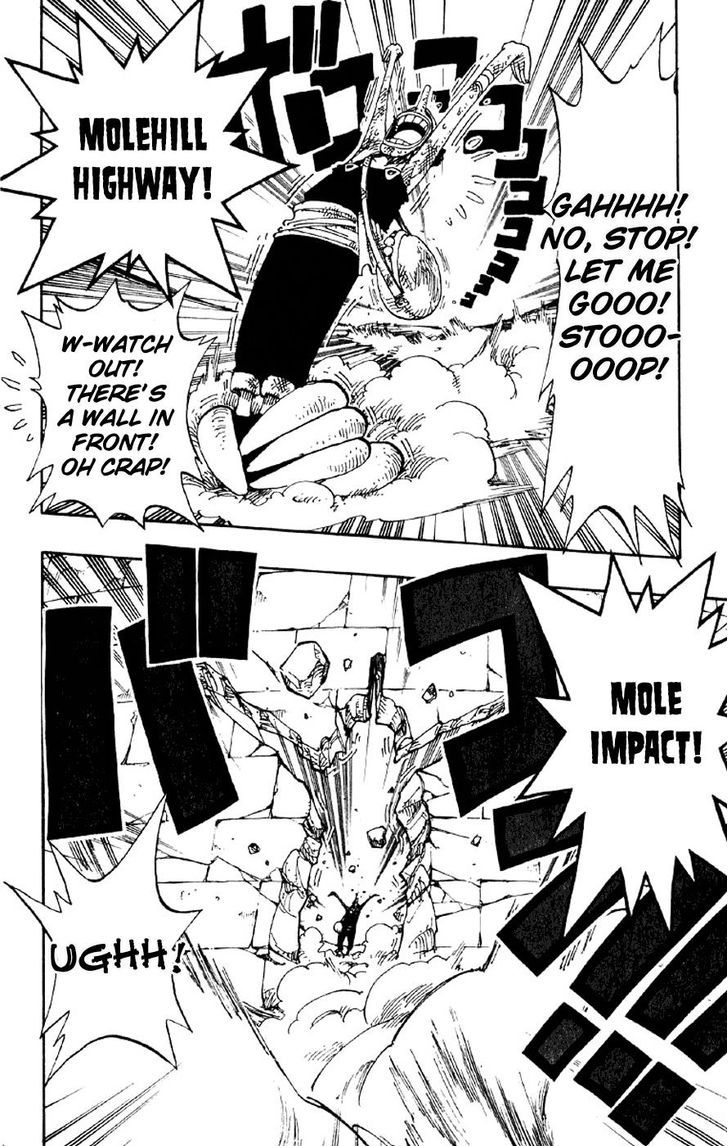 GAHHHH!
NO, STOP!
LET ME
GOOO!
STOOO-
OOOP!
MOLEHILL
HIGHWAY!
W-WATCH
OUT!
THERE'S
A WALL IN
FRONT!
OH CRAP!
MOLE
IMPACT!
UGHH!